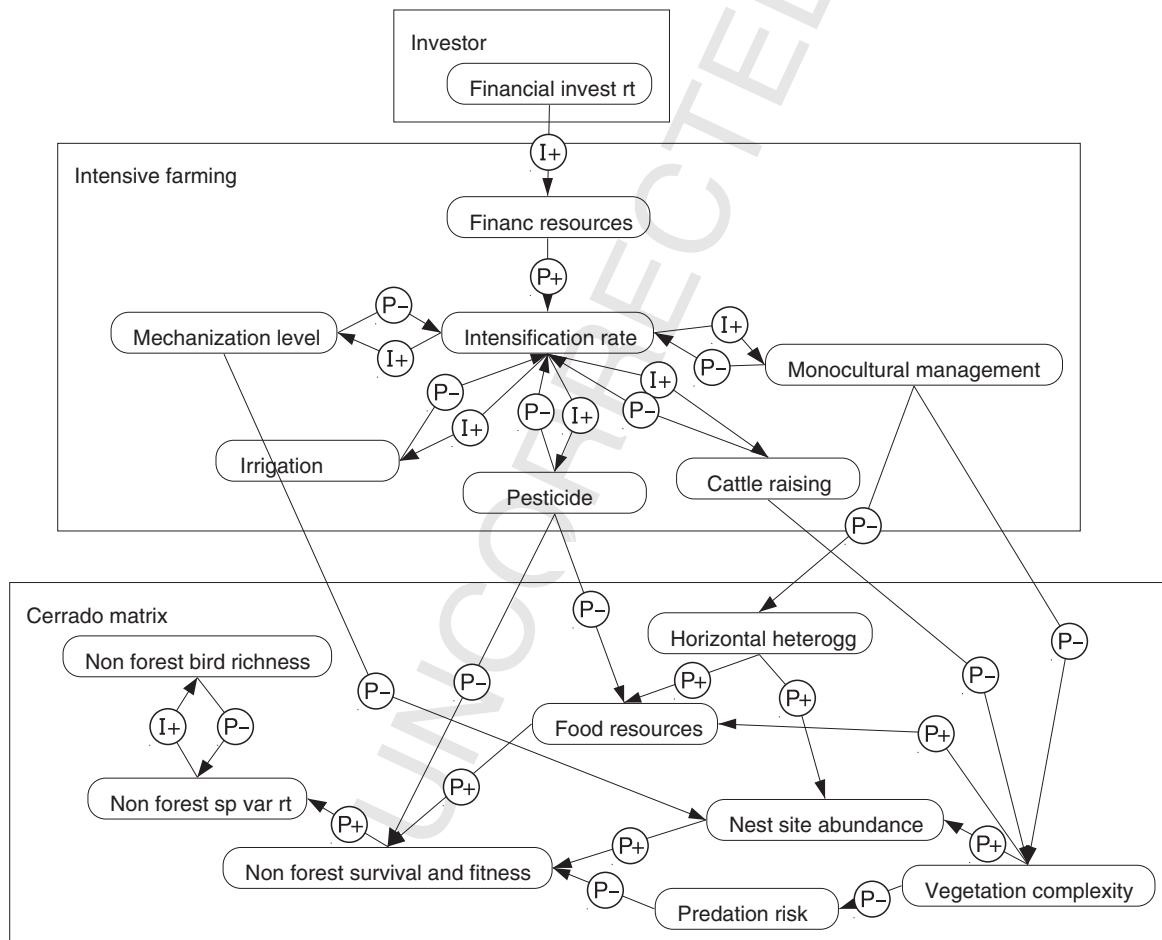 Investor
Financial invest rt
I+
Intensive farming
Financ resources
P+
P–
Mechanization level
Intensification rate
I+
I+
P–
Monocultural management
P–
I+
P–
I+
I+
P–
Irrigation
Pesticide
Cattle raising
P–
Cerrado matrix
P–
P–
Horizontal heterogg
Non forest bird richness
P–
P–
P+
P–
P+
I+
P–
Food resources
P+
Non forest sp var rt
P+
P+
Nest site abundance
P+
P+
Non forest survival and fitness
P–
Predation risk
P–
Vegetation complexity
UNCORRECTE